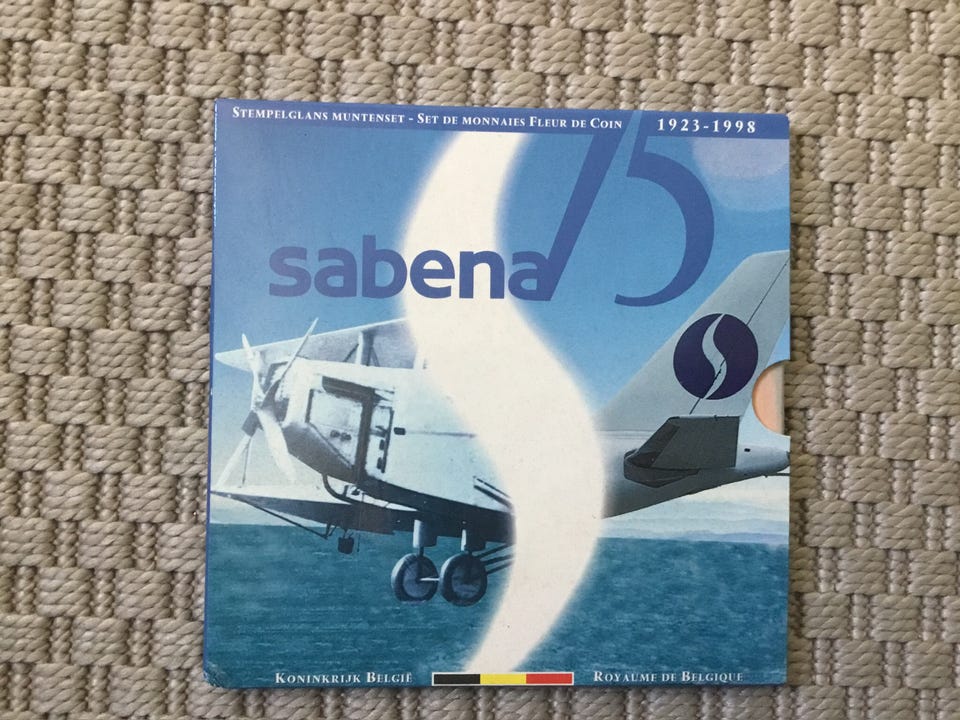 STEMPELGLANS MUNTENSET - SET DE MONNAIES FLEUR DE COIN 1923-1998
75
sabena
KONINKRIJK BELGIË ROYAUME DE BELGIQUE